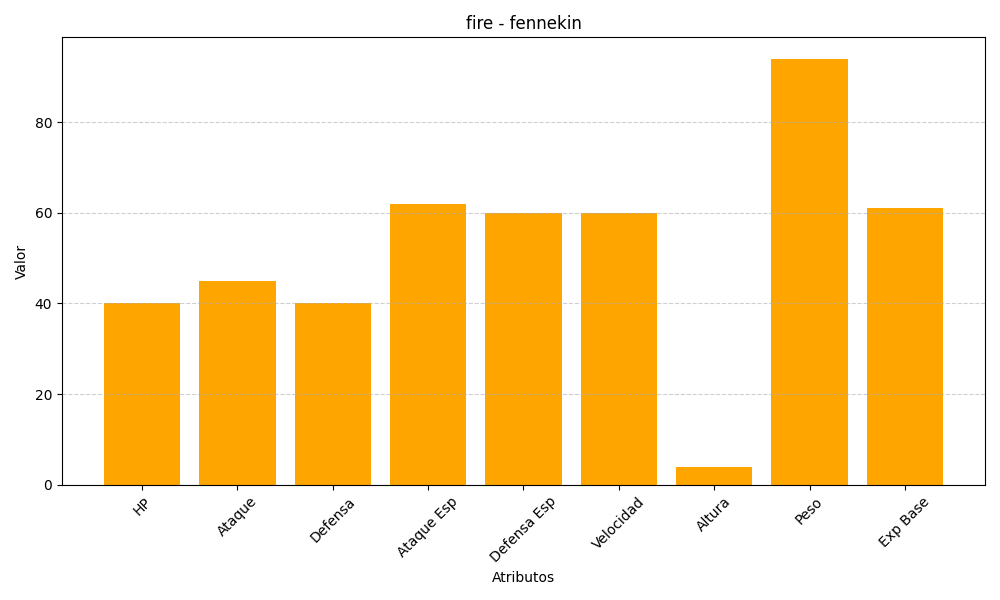 fire - fennekin
Valor
80
60
40
20
0
HP
Ataque
Defensa
Ataque Esp
Defensa Esp
Velocidad
Altura
Peso
Exp Base
Atributos